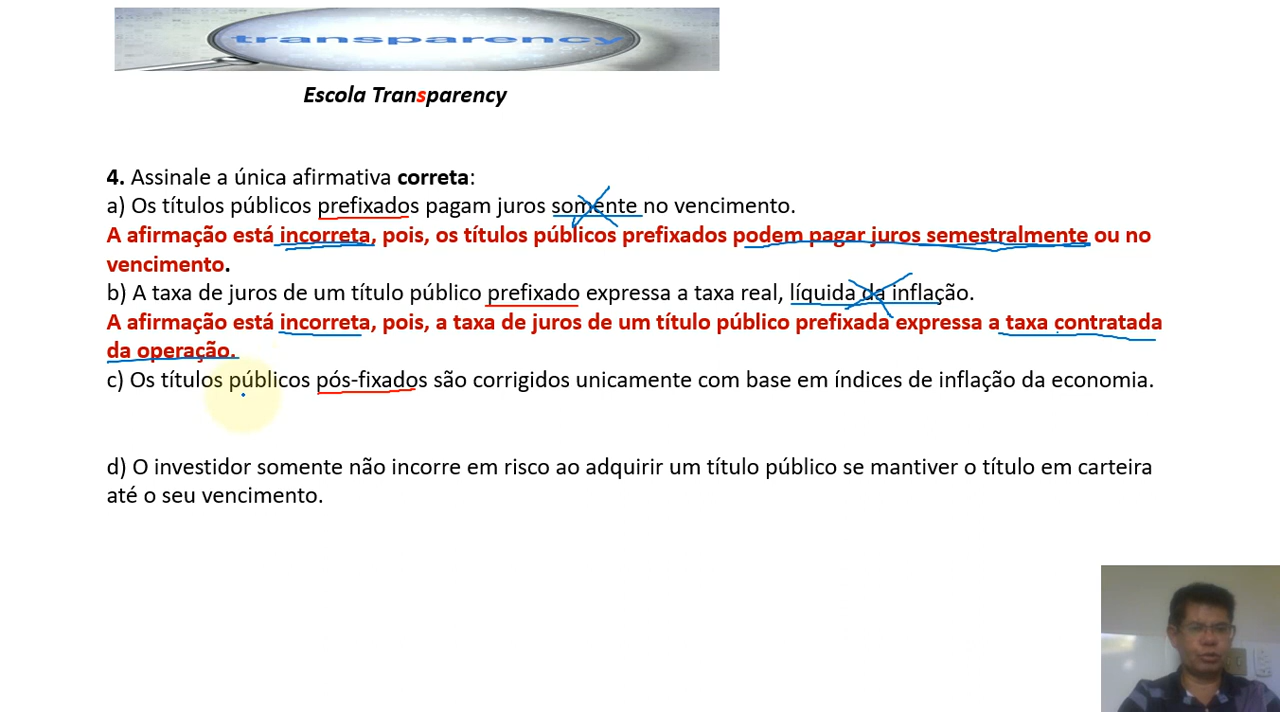 transparency
Escola Transparency
4. Assinale a única afirmativa correta:
a) Os títulos públicos prefixados pagam juros somente no vencimento.
A afirmação está incorreta, pois, os títulos públicos prefixados podem pagar juros semestralmente ou no
vencimento.
b) A taxa de juros de um título público prefixado expressa a taxa real, líquida da inflação.
A afirmação está incorreta, pois, a taxa de juros de um título público prefixada expressa a taxa contratada
da operação.
c) Os títulos públicos pós-fixados são corrigidos unicamente com base em índices de inflação da economia.
d) O investidor somente não incorre em risco ao adquirir um título público se mantiver o título em carteira
até o seu vencimento.